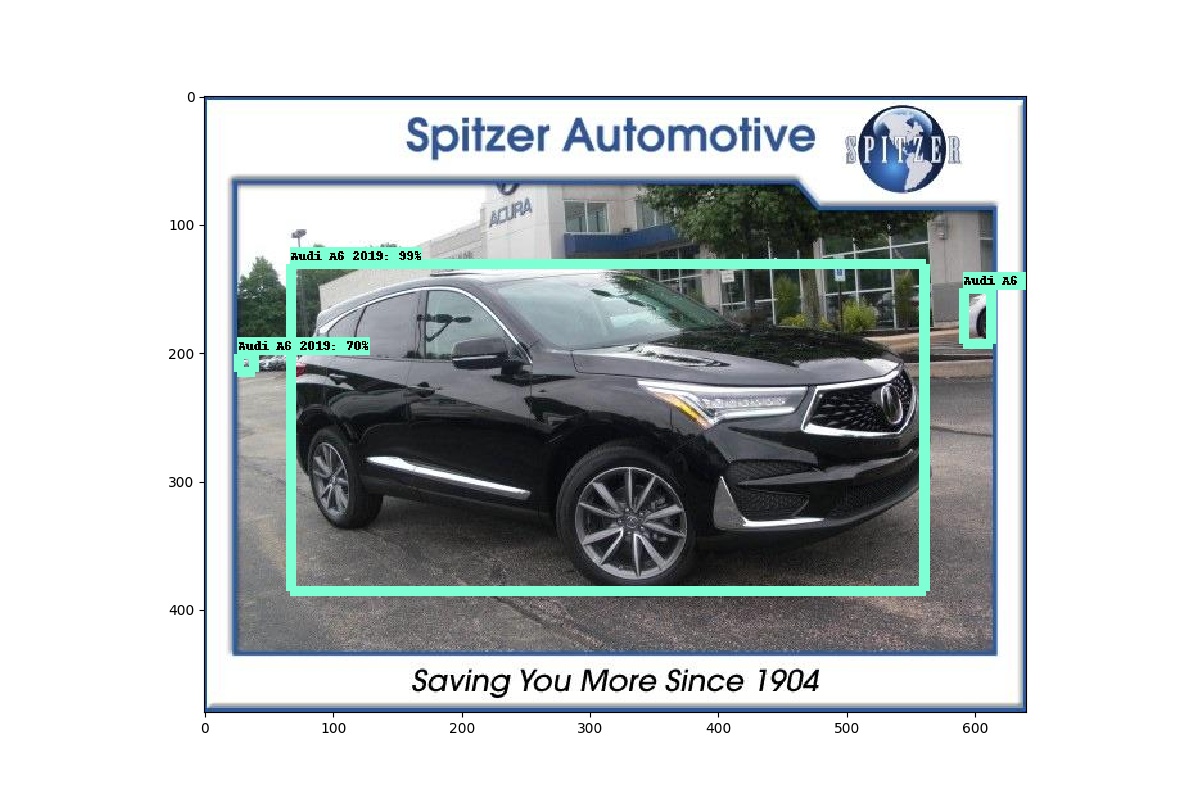 Spitzer Automotive
SPITZER
ACURA
Audi A6 2019: 99%
Audi A6
Audi A6 2019: 70%
Saving You More Since 1904
0
100
200
300
400
0
100
200
300
400
500
600